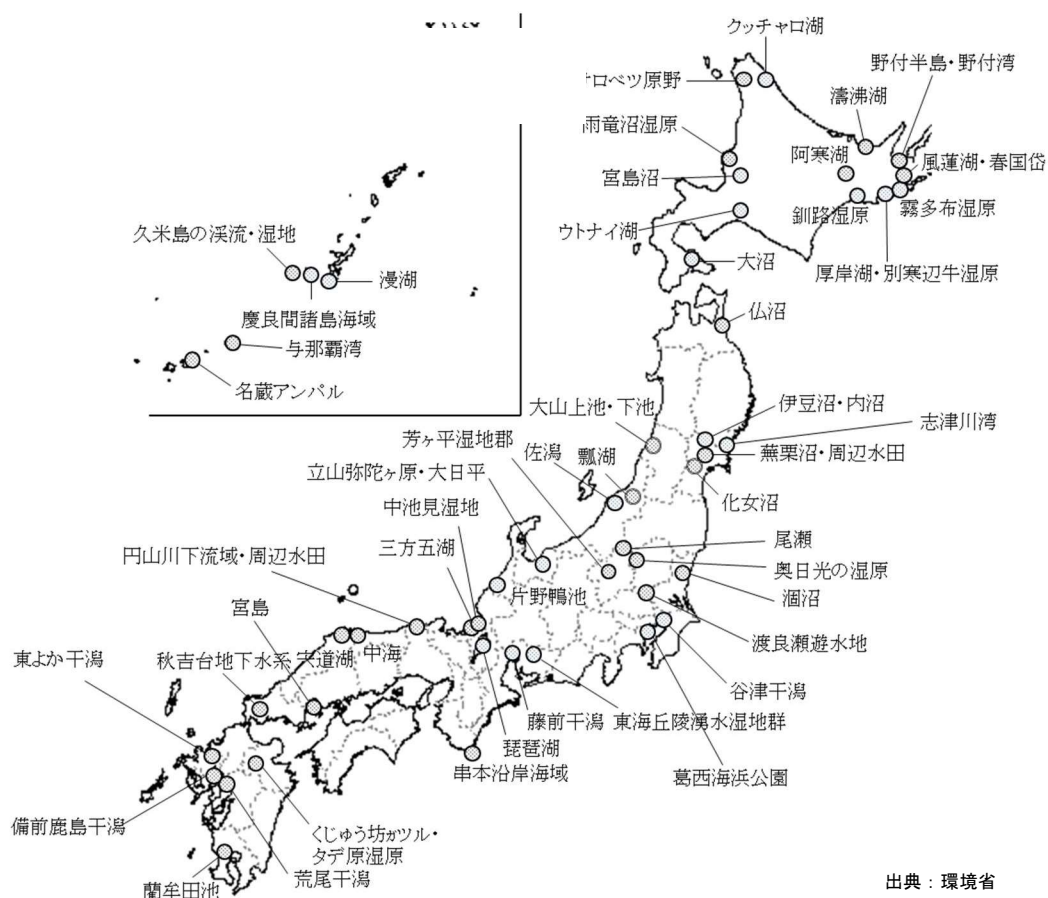 クッチャロ湖
野付半島・野付湾
サロベツ原野
濤沸湖
雨竜沼湿原
阿寒湖
風蓮湖・春国岱
宮島沼
久米島の渓流・湿地
釧路湿原
霧多布湿原
ウトナイ湖
大沼
厚岸湖・別寒辺牛湿原
漫湖
慶良間諸島海域
仏沼
与那覇湾
名蔵アンパル
大山上池・下池
伊豆沼・内沼
志津川湾
芳ヶ平湿地郡
佐潟
瓢湖
蕪栗沼・周辺水田
立山弥陀ヶ原・大日平
化女沼
中池見湿地
尾瀬
円山川下流域・周辺水田
三方五湖
奥日光の湿原
片野鴨池
涸沼
宮島
渡良瀬遊水地
東よか干潟
秋吉台地下水系
宍道湖
中海
谷津干潟
藤前干潟
東海丘陵湧水湿地群
琵琶湖
串本沿岸海域
葛西海浜公園
備前鹿島干潟
くじゅう坊ガツル・
タデ原湿原
荒尾干潟
藺牟田池
出典：環境省